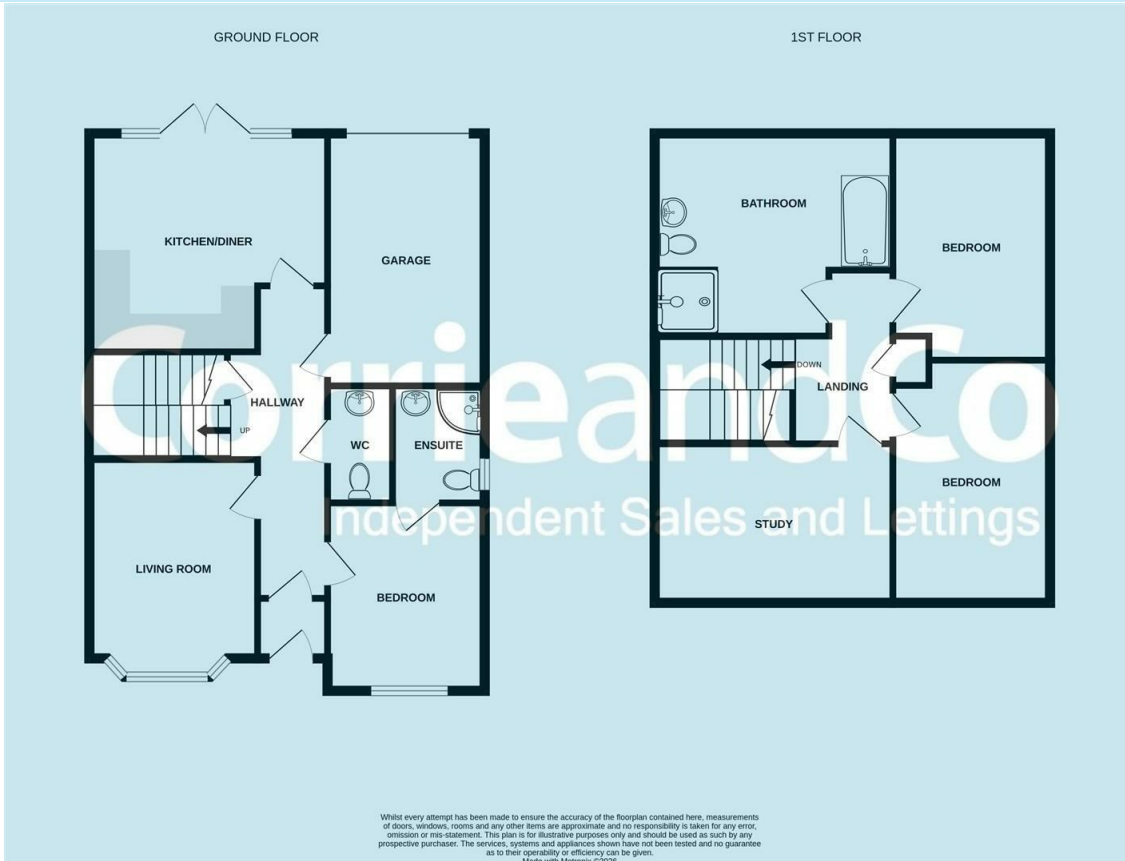 GROUND FLOOR
1ST FLOOR
KITCHEN/DINER
GARAGE
HALLWAY
UP
WC
ENSUITE
LIVING ROOM
BEDROOM
BATHROOM
BEDROOM
DOWN
LANDING
BEDROOM
STUDY
CorrieandCo
Independent Sales and Lettings
Whilst every attempt has been made to ensure the accuracy of the floorplan contained here, measurements
of doors, windows, rooms and any other items are approximate and no responsibility is taken for any error,
omission or mis-statement. This plan is for illustrative purposes only and should be used as such by any
prospective purchaser. The services, systems and appliances shown have not been tested and no guarantee
as to their operability or efficiency can be given.
Made with Metropix ©2026